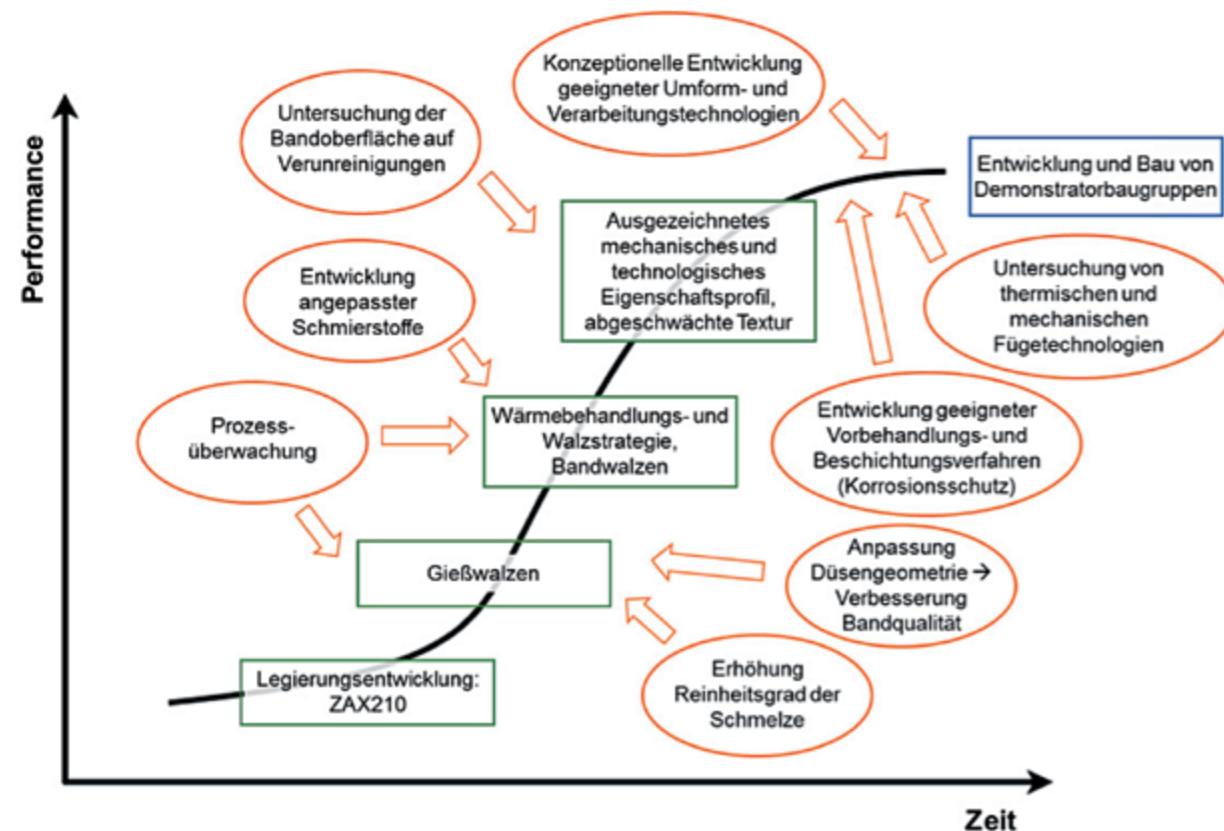 Konzeptionelle Entwicklung
geeigneter Umform- und
Verarbeitungstechnologien
Untersuchung der
Bandoberfläche auf
Verunreinigungen
Performance
Entwicklung und Bau von
Demonstratorbaugruppen
Ausgezeichnetes
mechanisches und
technologisches
Eigenschaftsprofil,
abgeschwächte Textur
Entwicklung
angepasster
Schmierstoffe
Untersuchung von
thermischen und
mechanischen
Fügetechnologien
Prozess-
überwachung
Wärmebehandlungs- und
Walzstrategie,
Bandwalzen
Entwicklung geeigneter
Vorbehandlungs- und
Beschichtungsverfahren
(Korrosionsschutz)
Gießwalzen
Anpassung
Düsengeometrie →
Verbesserung
Bandqualität
Legierungsentwicklung:
ZAX210
Erhöhung
Reinheitsgrad der
Schmelze
Zeit